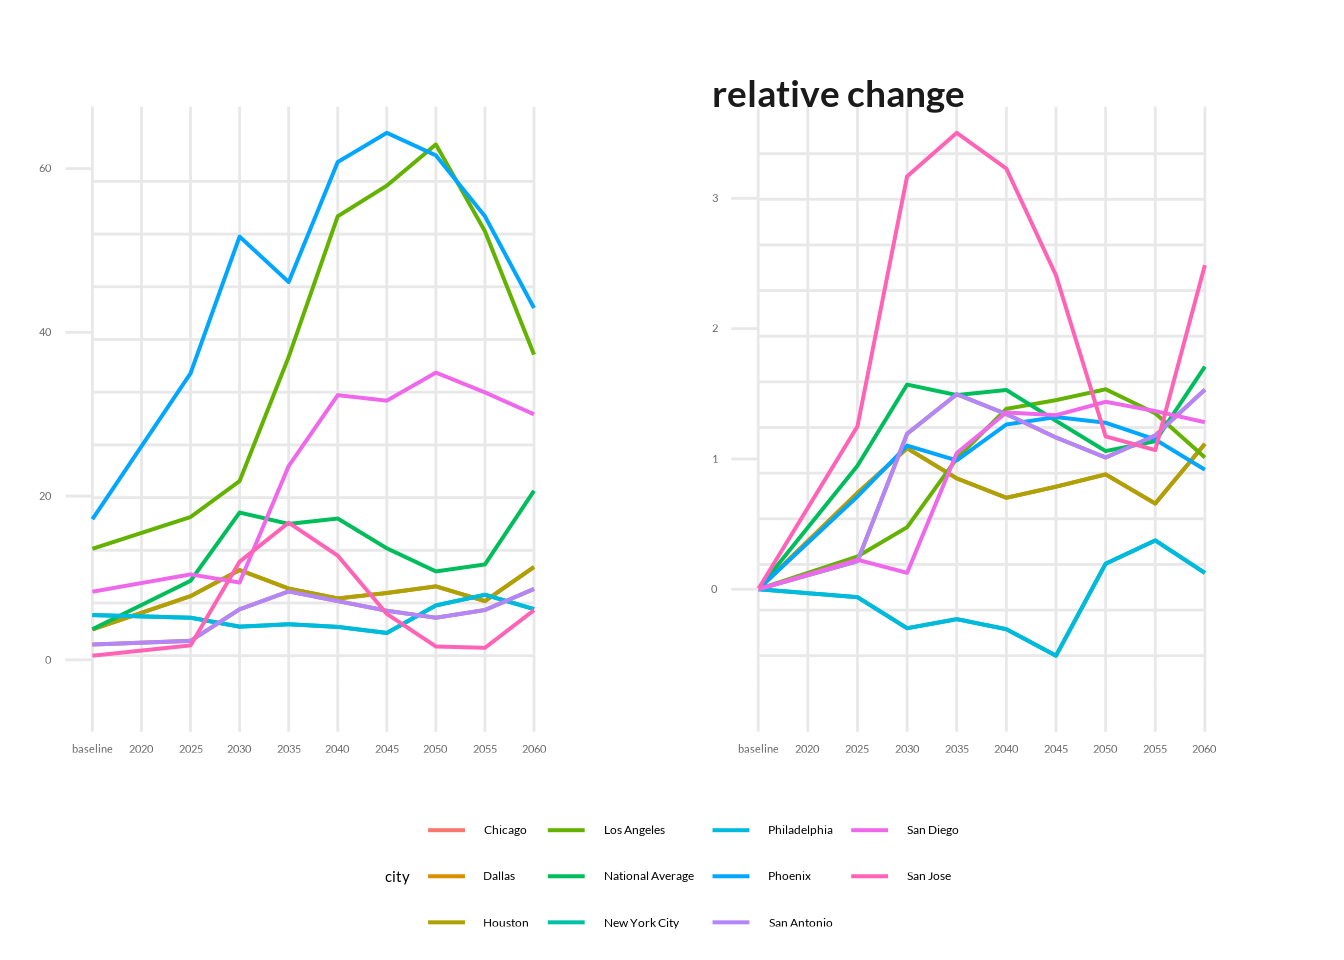 relative change
60
40
20
0
3
2
1
0
baseline 2020 2025 2030 2035 2040 2045 2050 2055 2060
baseline 2020 2025 2030 2035 2040 2045 2050 2055 2060
Chicago Los Angeles Philadelphia San Diego
city Dallas National Average Phoenix San Jose
Houston New York City San Antonio